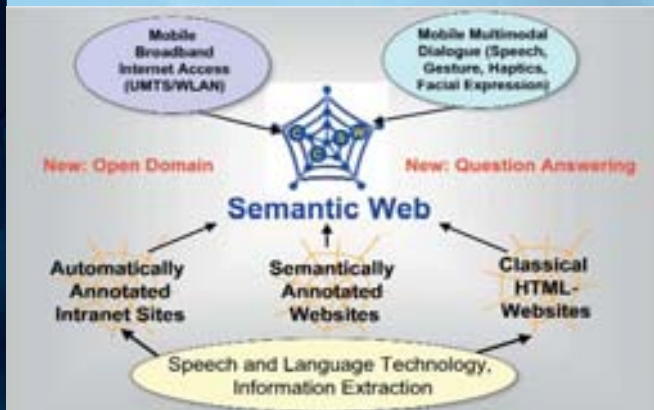 Mobile
Broadband
Internet Access
(UMTS/WLAN)
Mobile Multimodal
Dialogue (Speech,
Gesture, Haptics,
Facial Expression)
New: Open Domain
New: Question Answering
Semantic Web
Automatically
Annotated
Intranet Sites
Semantically
Annotated
Websites
Classical
HTML-
Websites
Speech and Language Technology,
Information Extraction